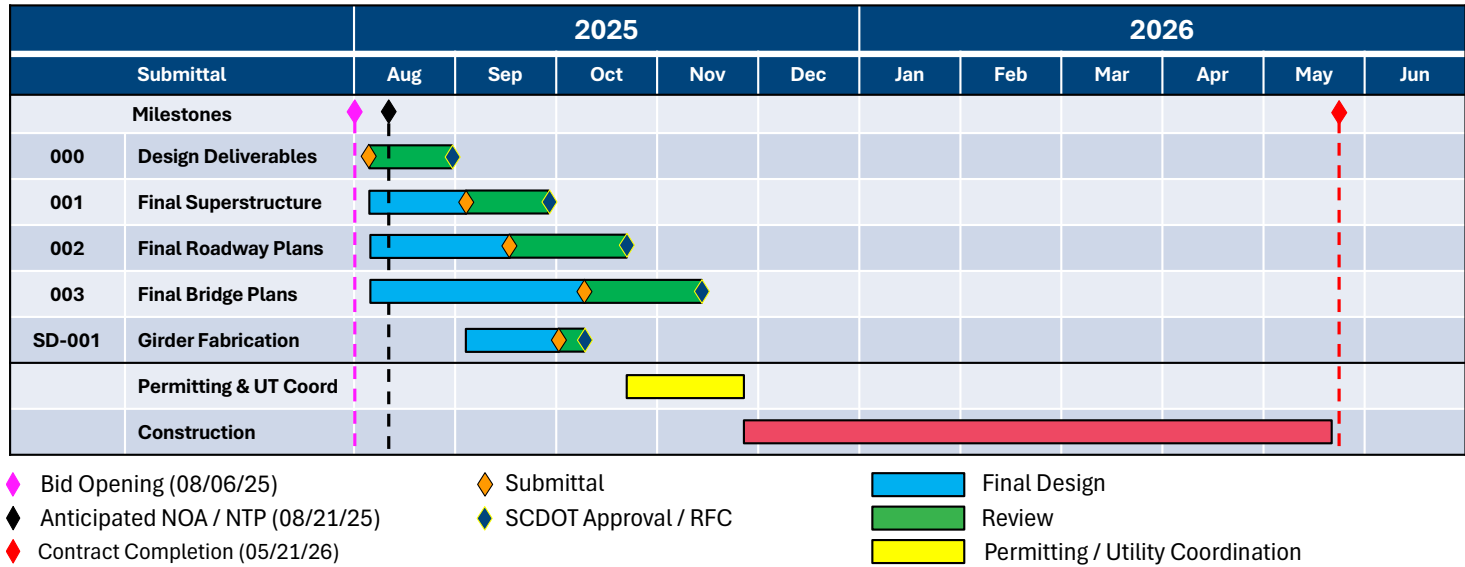 2025 2026
Submittal Aug Sep Oct Nov Dec Jan Feb Mar Apr May Jun
Milestones
000 Design Deliverables
001 Final Superstructure
002 Final Roadway Plans
003 Final Bridge Plans
SD-001 Girder Fabrication
Permitting & UT Coord
Construction
Bid Opening (08/06/25) Submittal Final Design
Anticipated NOA / NTP (08/21/25) SCDOT Approval / RFC Review
Contract Completion (05/21/26) Permitting / Utility Coordination